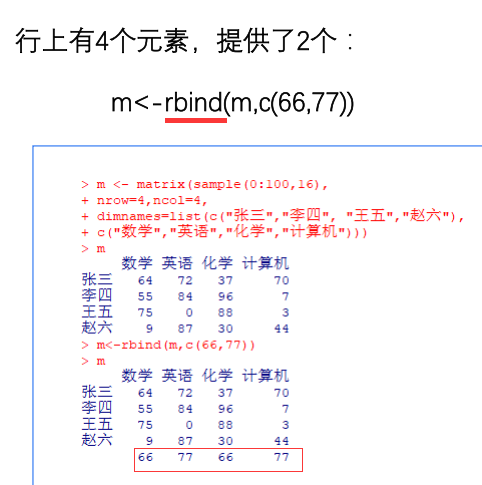 行上有4个元素，提供了2个：
m<-rbind(m,c(66,77))
> m <- matrix(sample(0:100,16),
+ nrow=4,ncol=4,
+ dimnames=list(c("张三","李四", "王五","赵六"),
+ c("数学","英语","化学","计算机")))
> m
数学 英语 化学 计算机
张三 64 72 37 70
李四 55 84 96 7
王五 75 0 88 3
赵六 9 87 30 44
> m<-rbind(m,c(66,77))
> m
数学 英语 化学 计算机
张三 64 72 37 70
李四 55 84 96 7
王五 75 0 88 3
赵六 9 87 30 44
66 77 66 77